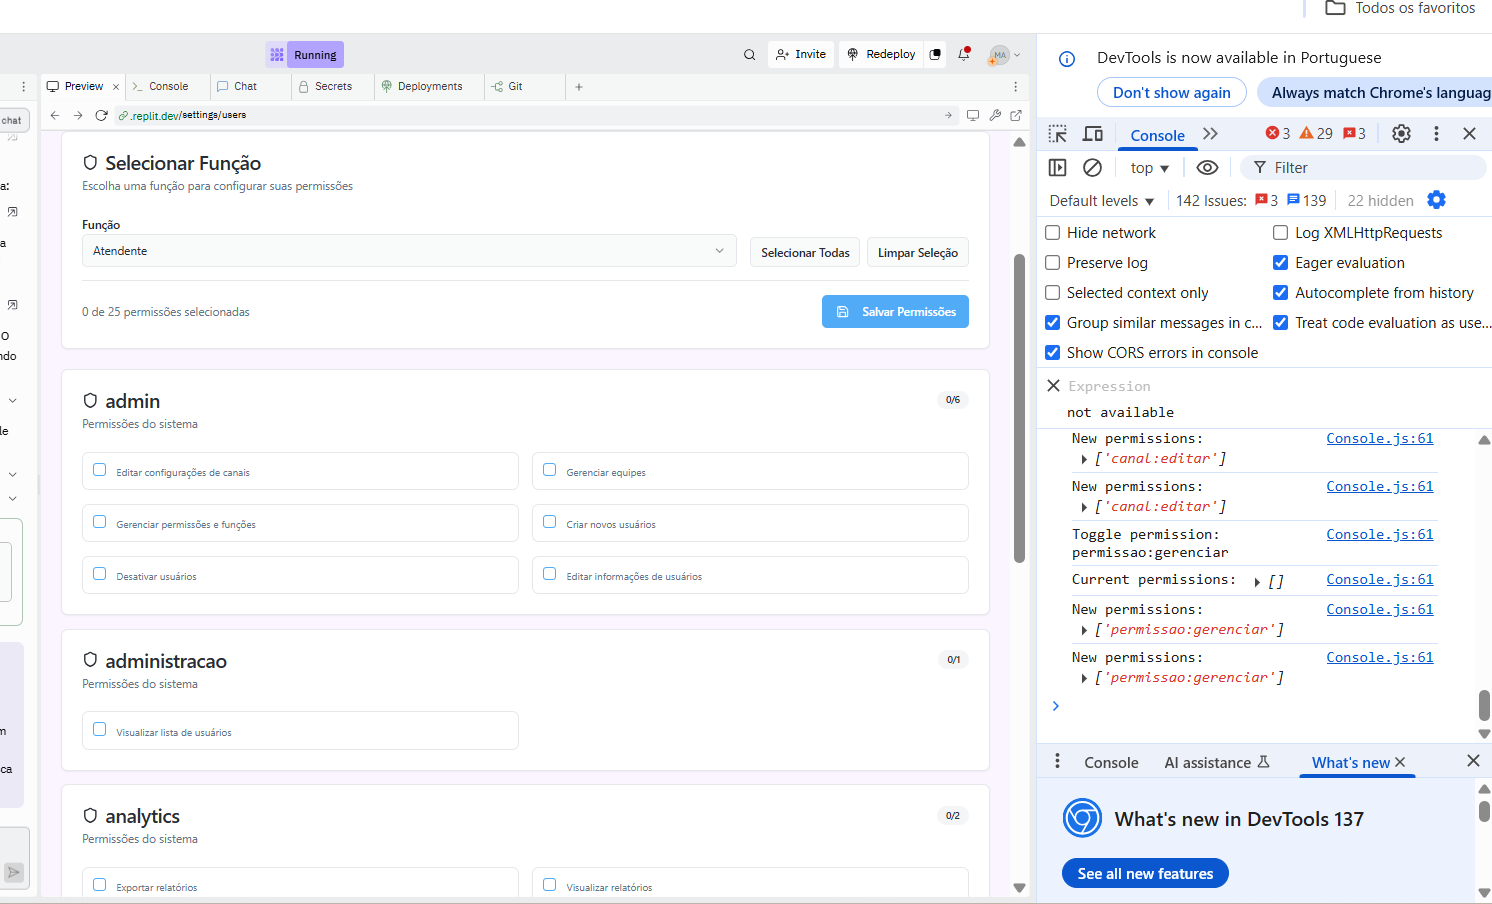 Todos os favoritos
Running
Invite
Redeploy
MA
Preview
Console
Chat
Secrets
Deployments
Git
.replit.dev/settings/users
chat
a:
a
O
ndo
le
m
ca
Selecionar Função
Escolha uma função para configurar suas permissões
Função
Atendente
Selecionar Todas
Limpar Seleção
0 de 25 permissões selecionadas
Salvar Permissões
admin
0/6
Permissões do sistema
Editar configurações de canais
Gerenciar equipes
Gerenciar permissões e funções
Criar novos usuários
Desativar usuários
Editar informações de usuários
administracao
0/1
Permissões do sistema
Visualizar lista de usuários
analytics
0/2
Permissões do sistema
Exportar relatórios
Visualizar relatórios
DevTools is now available in Portuguese
Don't show again
Always match Chrome's languag
Console
3
29
3
top
Filter
Default levels
142 Issues:
3
139
22 hidden
Hide network
Log XMLHttpRequests
Preserve log
Eager evaluation
Selected context only
Autocomplete from history
Group similar messages in c...
Treat code evaluation as use...
Show CORS errors in console
Expression
not available
New permissions:
Console.js:61
['canal:editar']
New permissions:
Console.js:61
['canal:editar']
Toggle permission:
Console.js:61
permissao:gerenciar
Current permissions:
[]
Console.js:61
New permissions:
Console.js:61
['permissao:gerenciar']
New permissions:
Console.js:61
['permissao:gerenciar']
Console
AI assistance
What's new
What's new in DevTools 137
See all new features